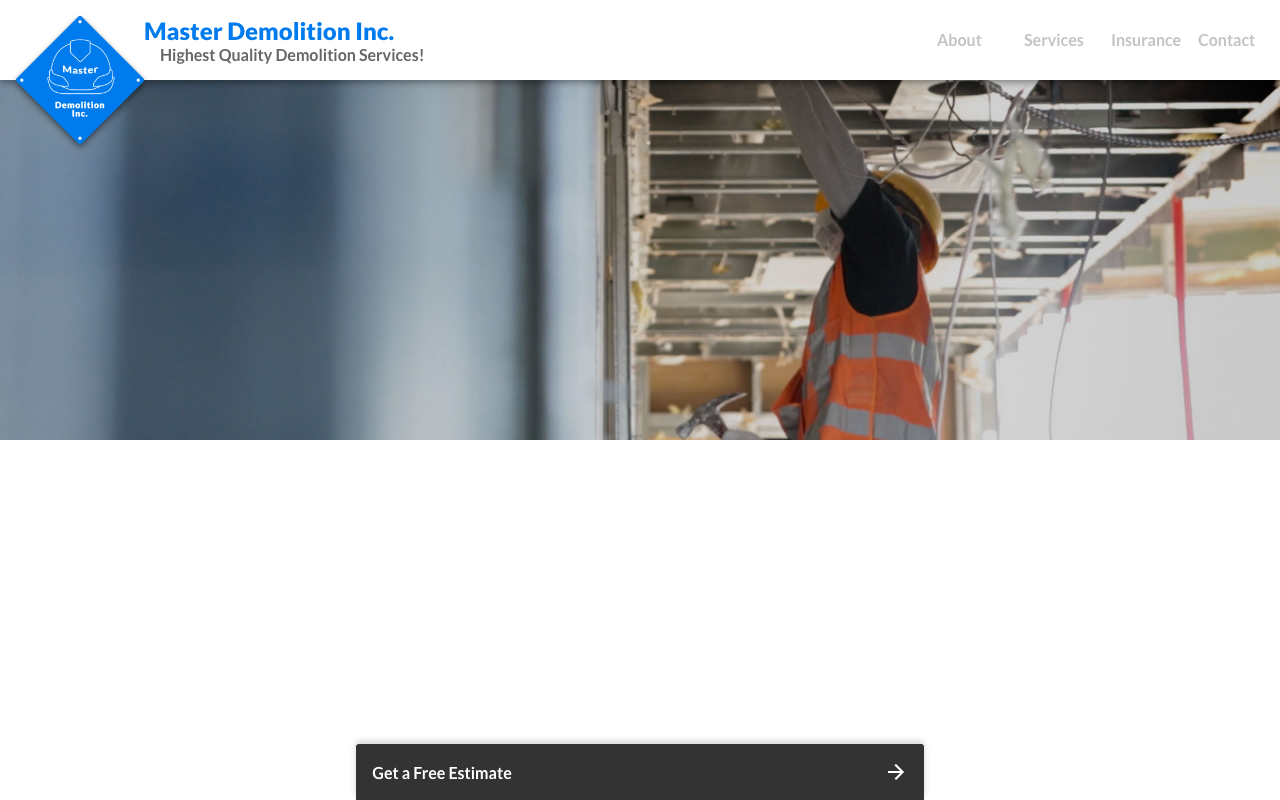 Master Demolition Inc.
Highest Quality Demolition Services!
About
Services
Insurance
Contact
Master
Demolition
Inc.
Get a Free Estimate